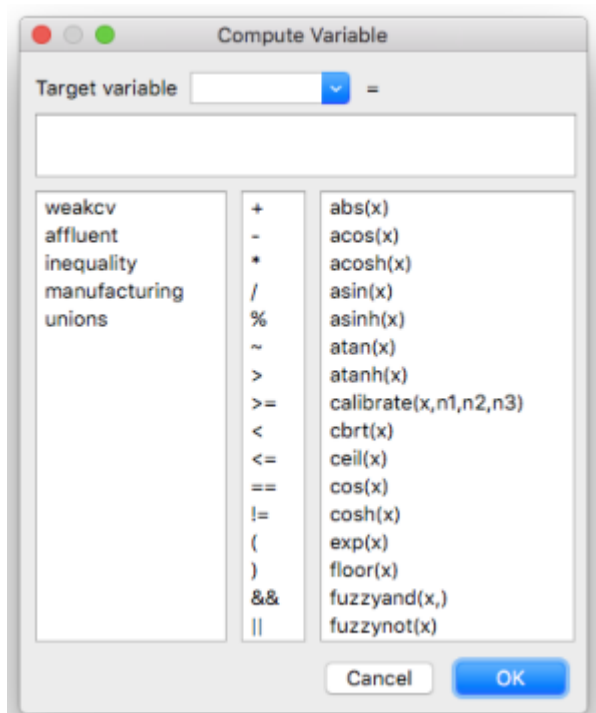 Compute Variable
Target variable =
weakcv
affluent
inequality
manufacturing
unions
+
-
*
/
%
~
>
>=
<
<=
==
!=
(
)
&&
||
abs(x)
acos(x)
acosh(x)
asin(x)
asinh(x)
atan(x)
atanh(x)
calibrate(x,n1,n2,n3)
cbrt(x)
ceil(x)
cos(x)
cosh(x)
exp(x)
floor(x)
fuzzyand(x,)
fuzzynot(x)
Cancel OK